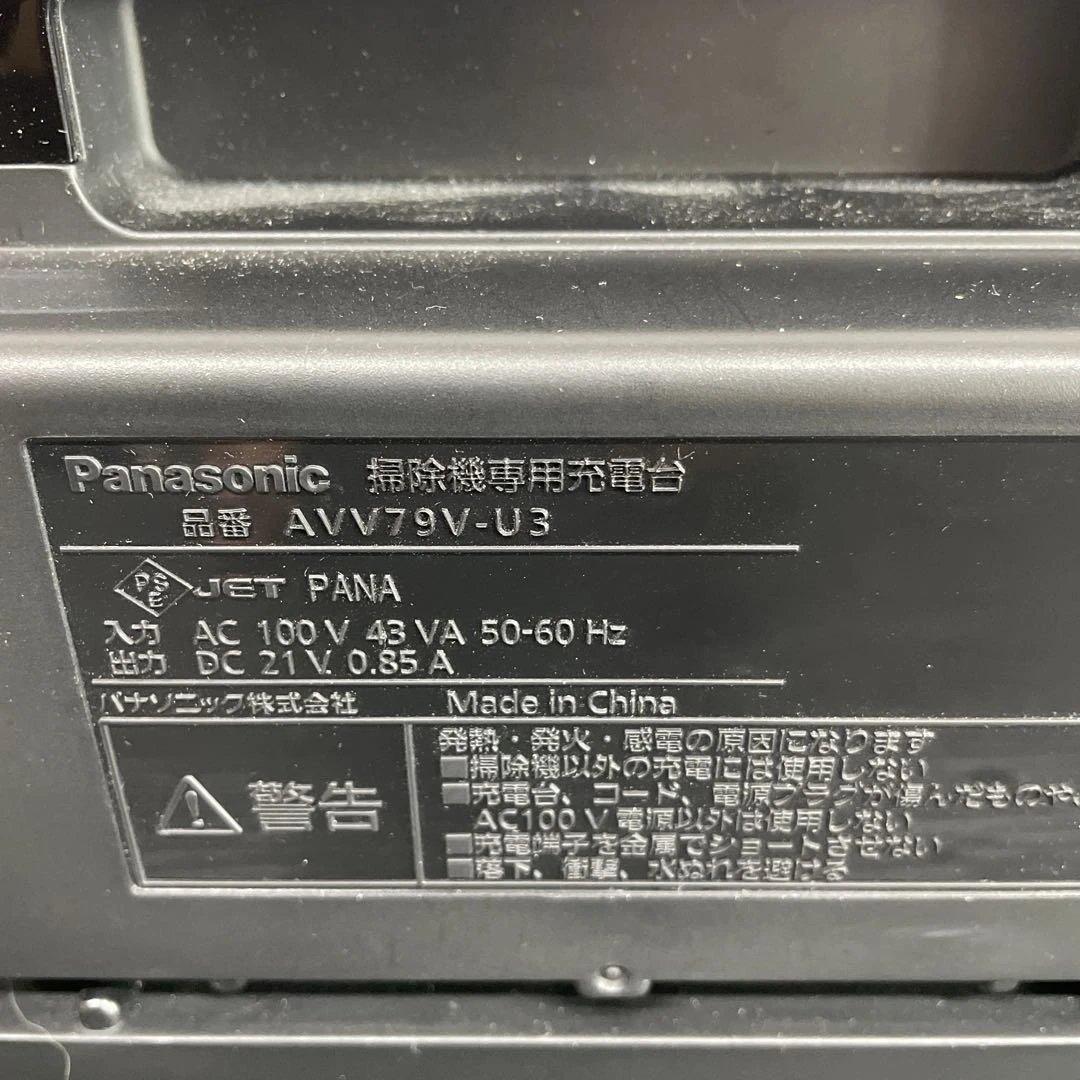 Panasonic 掃除機専用充電台
品番 AVV79V-U3
PSE JET PANA
入力 AC 100 V 43 VA 50-60 Hz
出力 DC 21 V 0.85 A
パナソニック株式会社 Made in China
警告
発熱・発火・感電の原因になります
■掃除機以外の充電には使用しない
■充電台、コード、電源プラグが傷んだものや
AC100 V 電源以外は使用しない
■充電端子を金属でショートさせない
■落下、衝撃、水ぬれを避ける